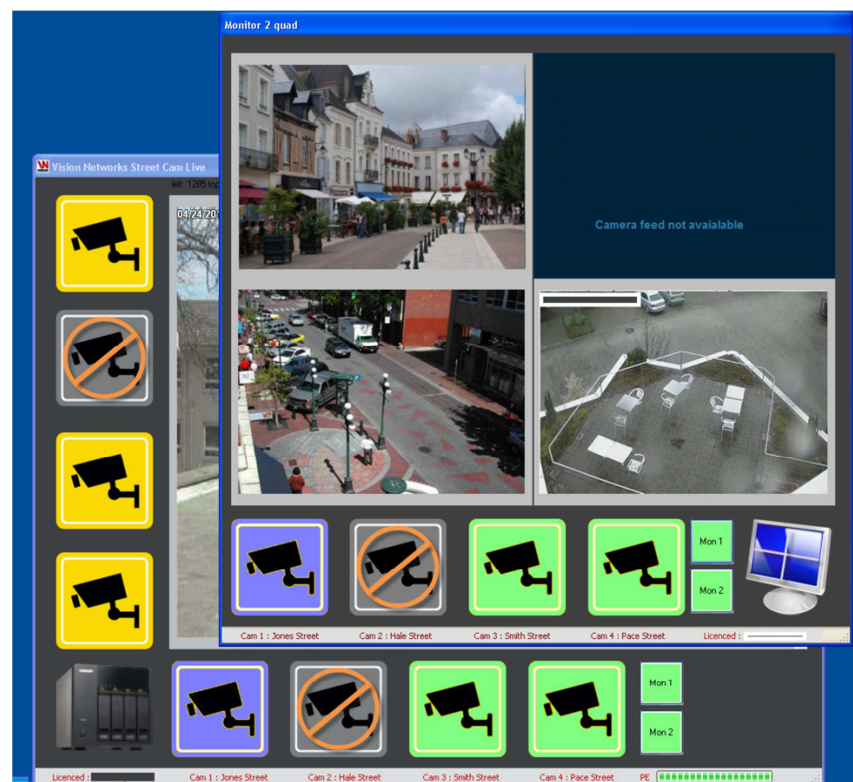 Monitor 2 quad
Camera feed not avaialable
Mon 1
Mon 2
Cam 1 : Jones Street
Cam 2 : Hale Street
Cam 3 : Smith Street
Cam 4 : Pace Street
Licenced :
Vision Networks Street Cam Live
left 1285 top
04/24/20
Mon 1
Mon 2
Licenced :
Cam 1 : Jones Street
Cam 2 : Hale Street
Cam 3 : Smith Street
Cam 4 : Pace Street
PE